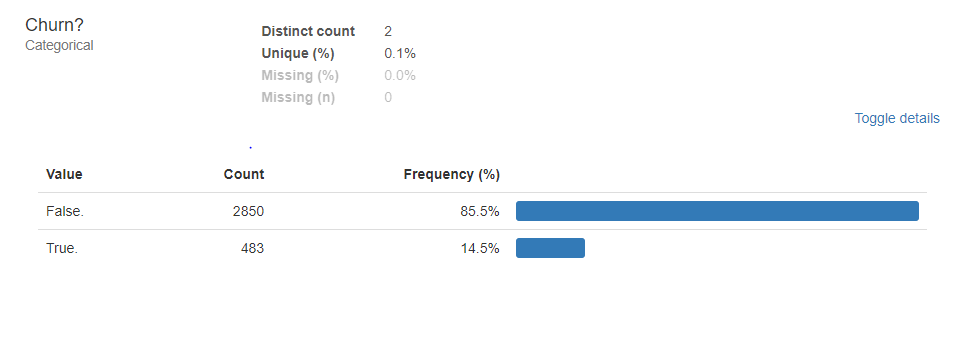 Churn?
Categorical
Distinct count 2
Unique (%) 0.1%
Missing (%) 0.0%
Missing (n) 0
Toggle details
Value Count Frequency (%)
False. 2850 85.5%
True. 483 14.5%